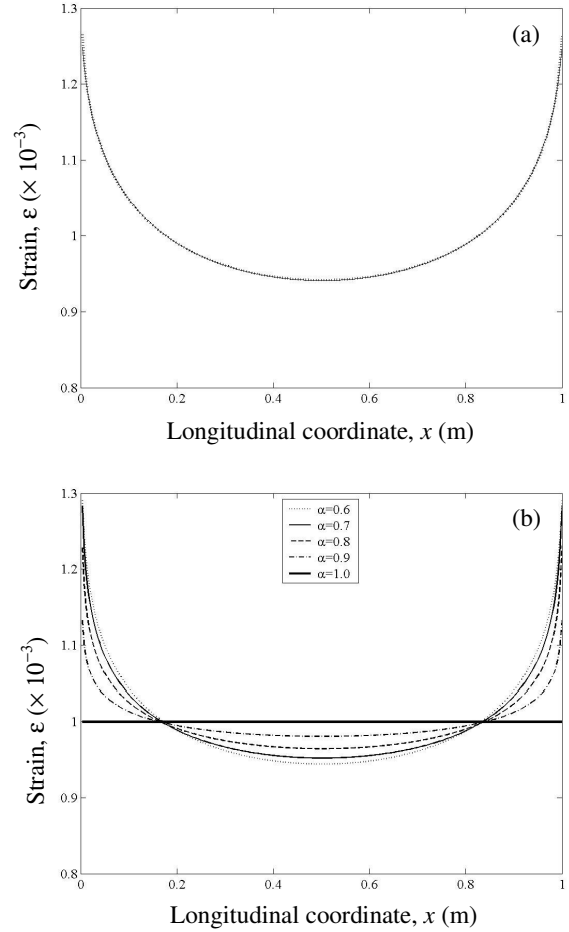 1.3
(a)
1.2
1.1
1
0.9
0.8
Strain, ε (× 10⁻³)
0 0.2 0.4 0.6 0.8 1
Longitudinal coordinate, x (m)
1.3
(b)
α=0.6
α=0.7
α=0.8
α=0.9
α=1.0
1.2
1.1
1
0.9
0.8
Strain, ε (× 10⁻³)
0 0.2 0.4 0.6 0.8 1
Longitudinal coordinate, x (m)